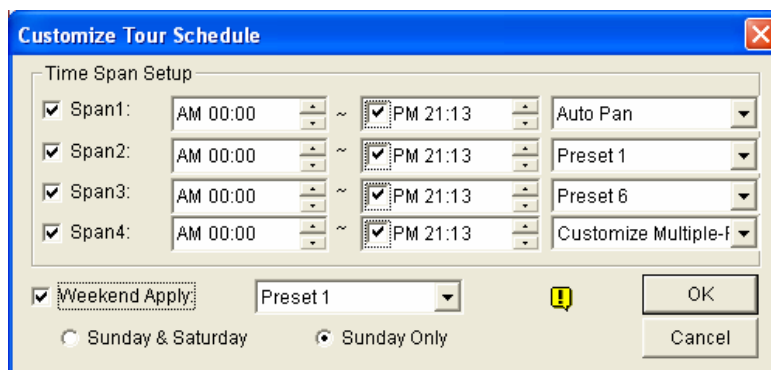 Customize Tour Schedule
Time Span Setup
Span1: AM 00:00 ~ PM 21:13 Auto Pan
Span2: AM 00:00 ~ PM 21:13 Preset 1
Span3: AM 00:00 ~ PM 21:13 Preset 6
Span4: AM 00:00 ~ PM 21:13 Customize Multiple-
Weekend Apply: Preset 1 OK
Sunday & Saturday Sunday Only Cancel